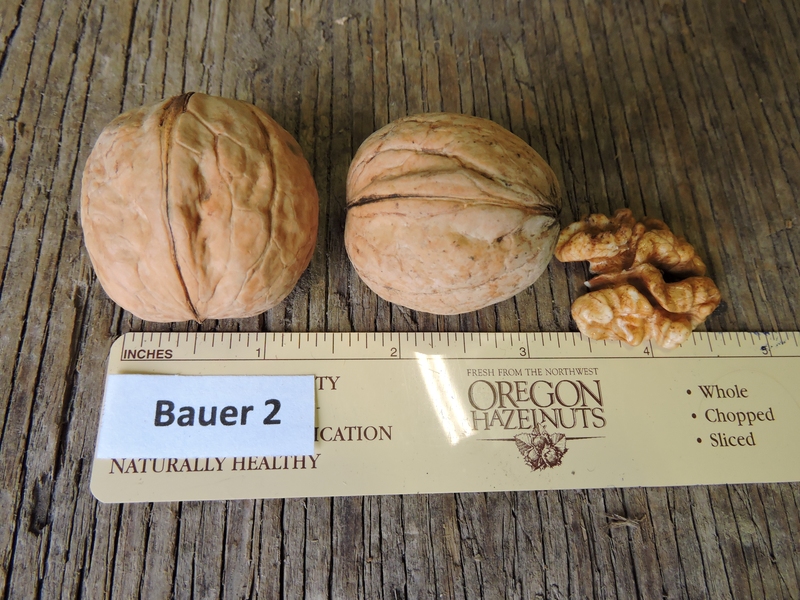 INCHES 1 2 3 4 5
TY
Bauer 2
ICATION
NATURALLY HEALTHY
FRESH FROM THE NORTHWEST
OREGON
HAZELNUTS
• Whole
• Chopped
• Sliced